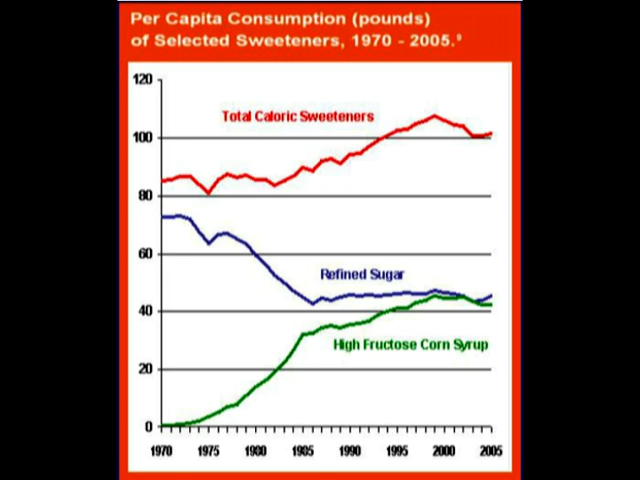 Per Capita Consumption (pounds)
of Selected Sweeteners, 1970 - 2005.⁹
120
Total Caloric Sweeteners
100
80
60
Refined Sugar
40
High Fructose Corn Syrup
20
0
1970 1975 1980 1985 1990 1995 2000 2005